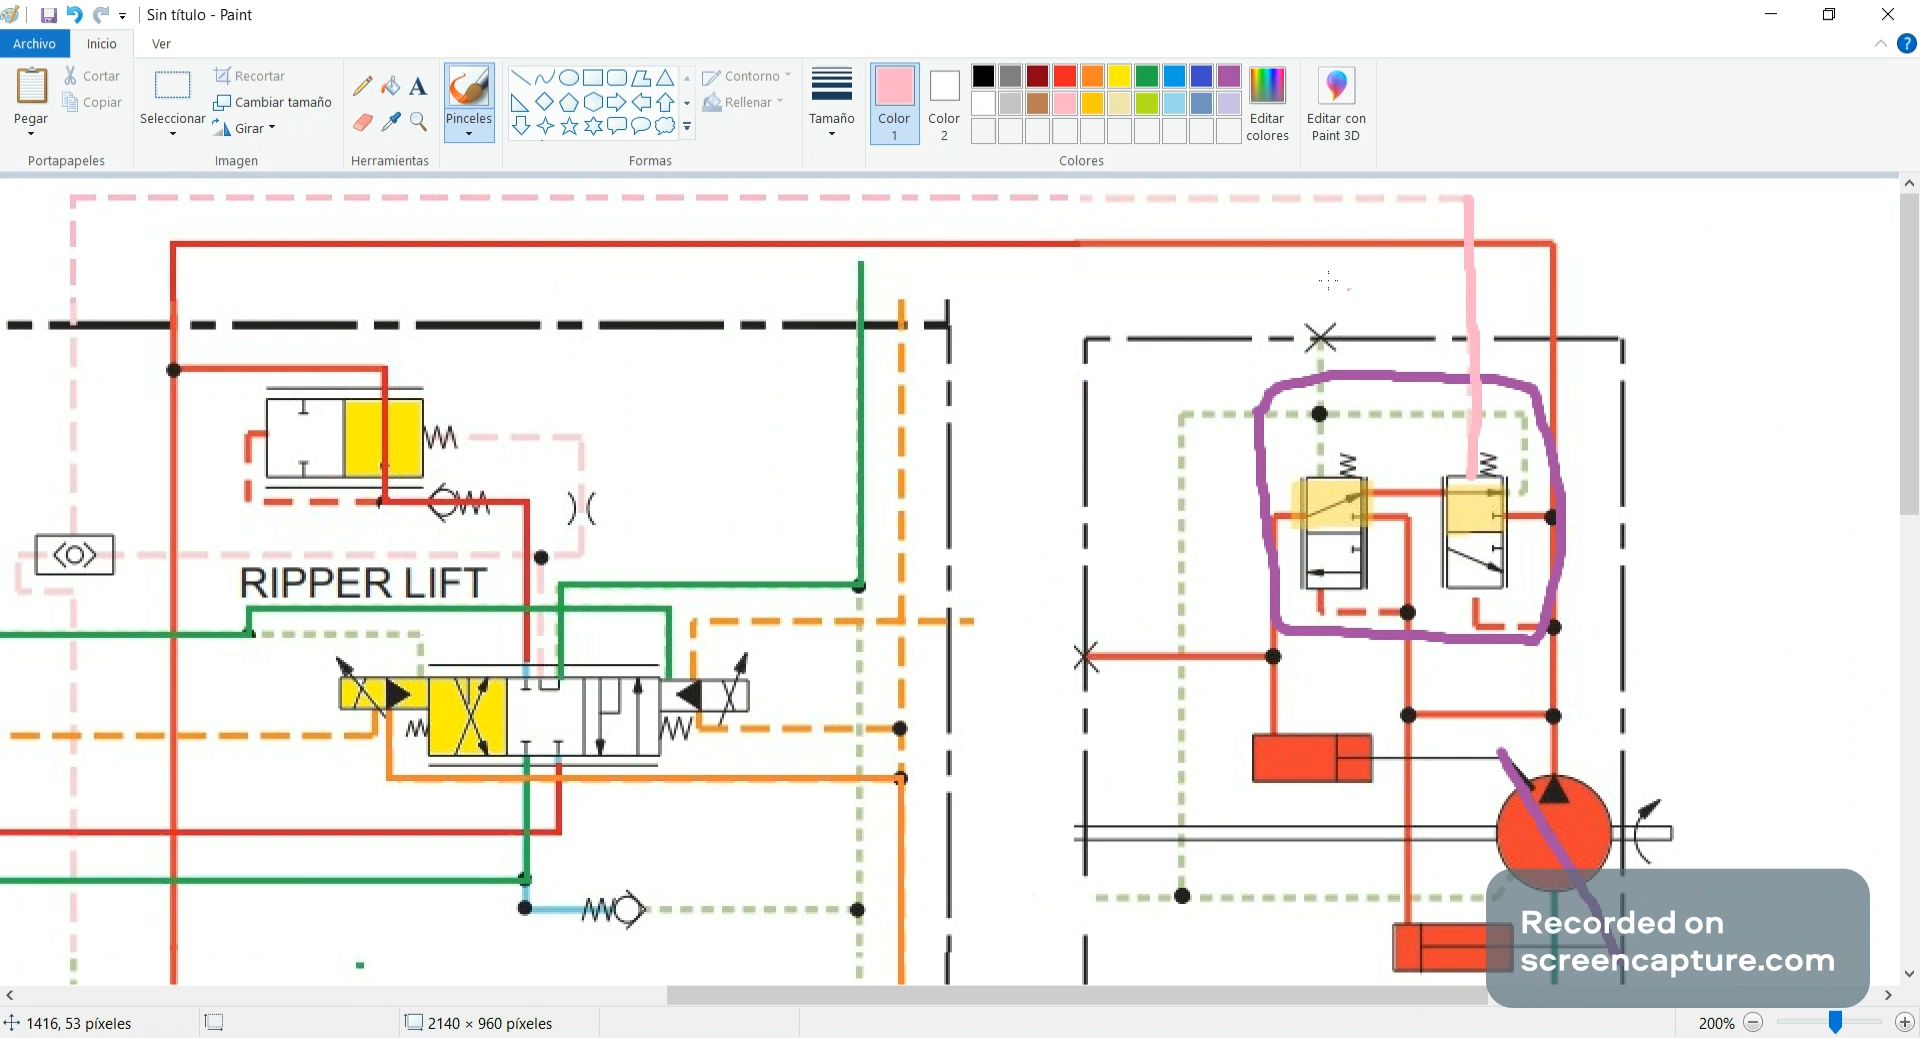 Sin título - Paint
Archivo
Inicio
Ver
Pegar
Cortar
Copiar
Portapapeles
Seleccionar
Recortar
Cambiar tamaño
Girar
Imagen
A
Herramientas
Pinceles
Formas
Contorno
Rellenar
Tamaño
Color
1
Color
2
Colores
Editar
colores
Editar con
Paint 3D
?
RIPPER LIFT
Recorded on
screencapture.com
1416, 53 píxeles
2140 × 960 píxeles
200%